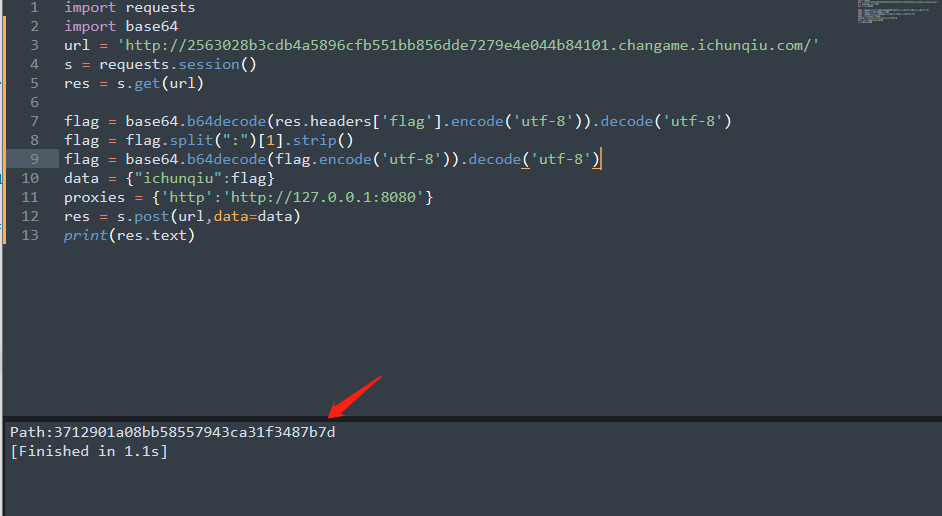 1 import requests
2 import base64
3 url = 'http://2563028b3cdb4a5896cfb551bb856dde7279e4e044b84101.changame.ichunqiu.com/'
4 s = requests.session()
5 res = s.get(url)
6
7 flag = base64.b64decode(res.headers['flag'].encode('utf-8')).decode('utf-8')
8 flag = flag.split(":")[1].strip()
9 flag = base64.b64decode(flag.encode('utf-8')).decode('utf-8')
10 data = {"ichunqiu":flag}
11 proxies = {'http':'http://127.0.0.1:8080'}
12 res = s.post(url,data=data)
13 print(res.text)
Path:3712901a08bb58557943ca31f3487b7d
[Finished in 1.1s]